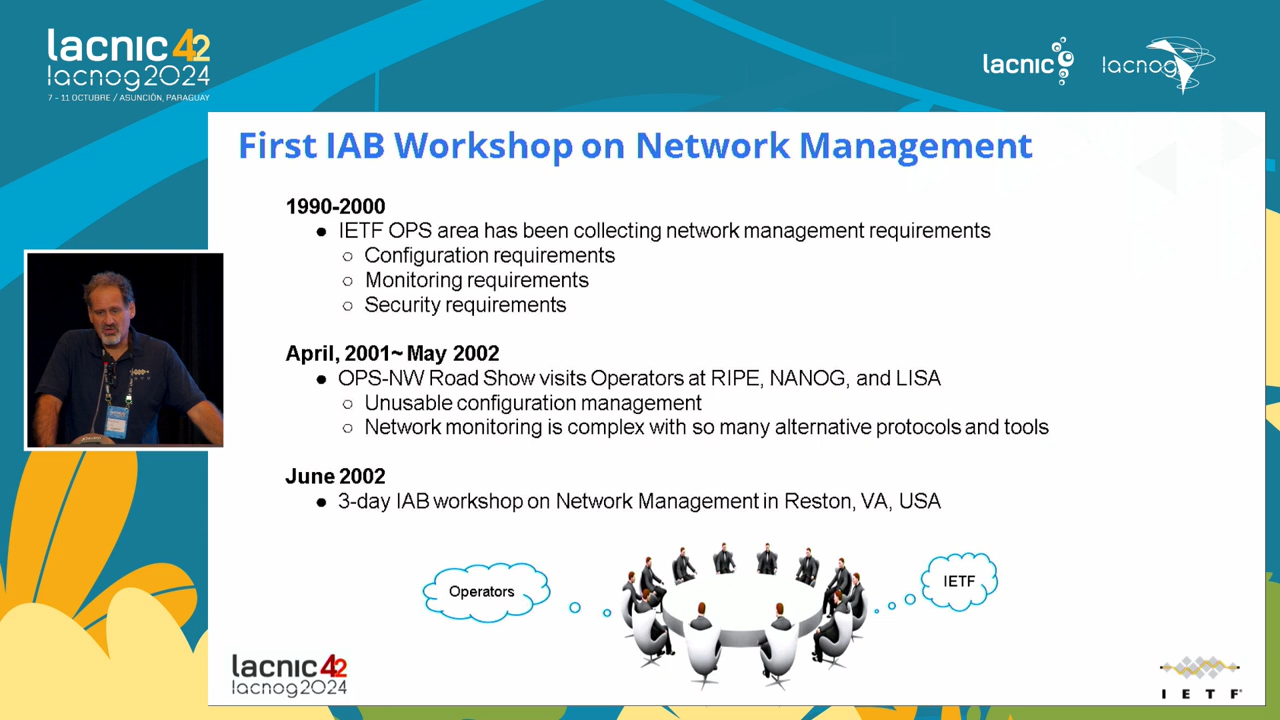 lacnic 42
lacnog2024
7 - 11 OCTUBRE / ASUNCIÓN, PARAGUAY
lacnic
lacnog
First IAB Workshop on Network Management
1990-2000
● IETF OPS area has been collecting network management requirements
○ Configuration requirements
○ Monitoring requirements
○ Security requirements
April, 2001~ May 2002
● OPS-NW Road Show visits Operators at RIPE, NANOG, and LISA
○ Unusable configuration management
○ Network monitoring is complex with so many alternative protocols and tools
June 2002
● 3-day IAB workshop on Network Management in Reston, VA, USA
Operators
IETF
lacnic 42
lacnog2024
I E T F®